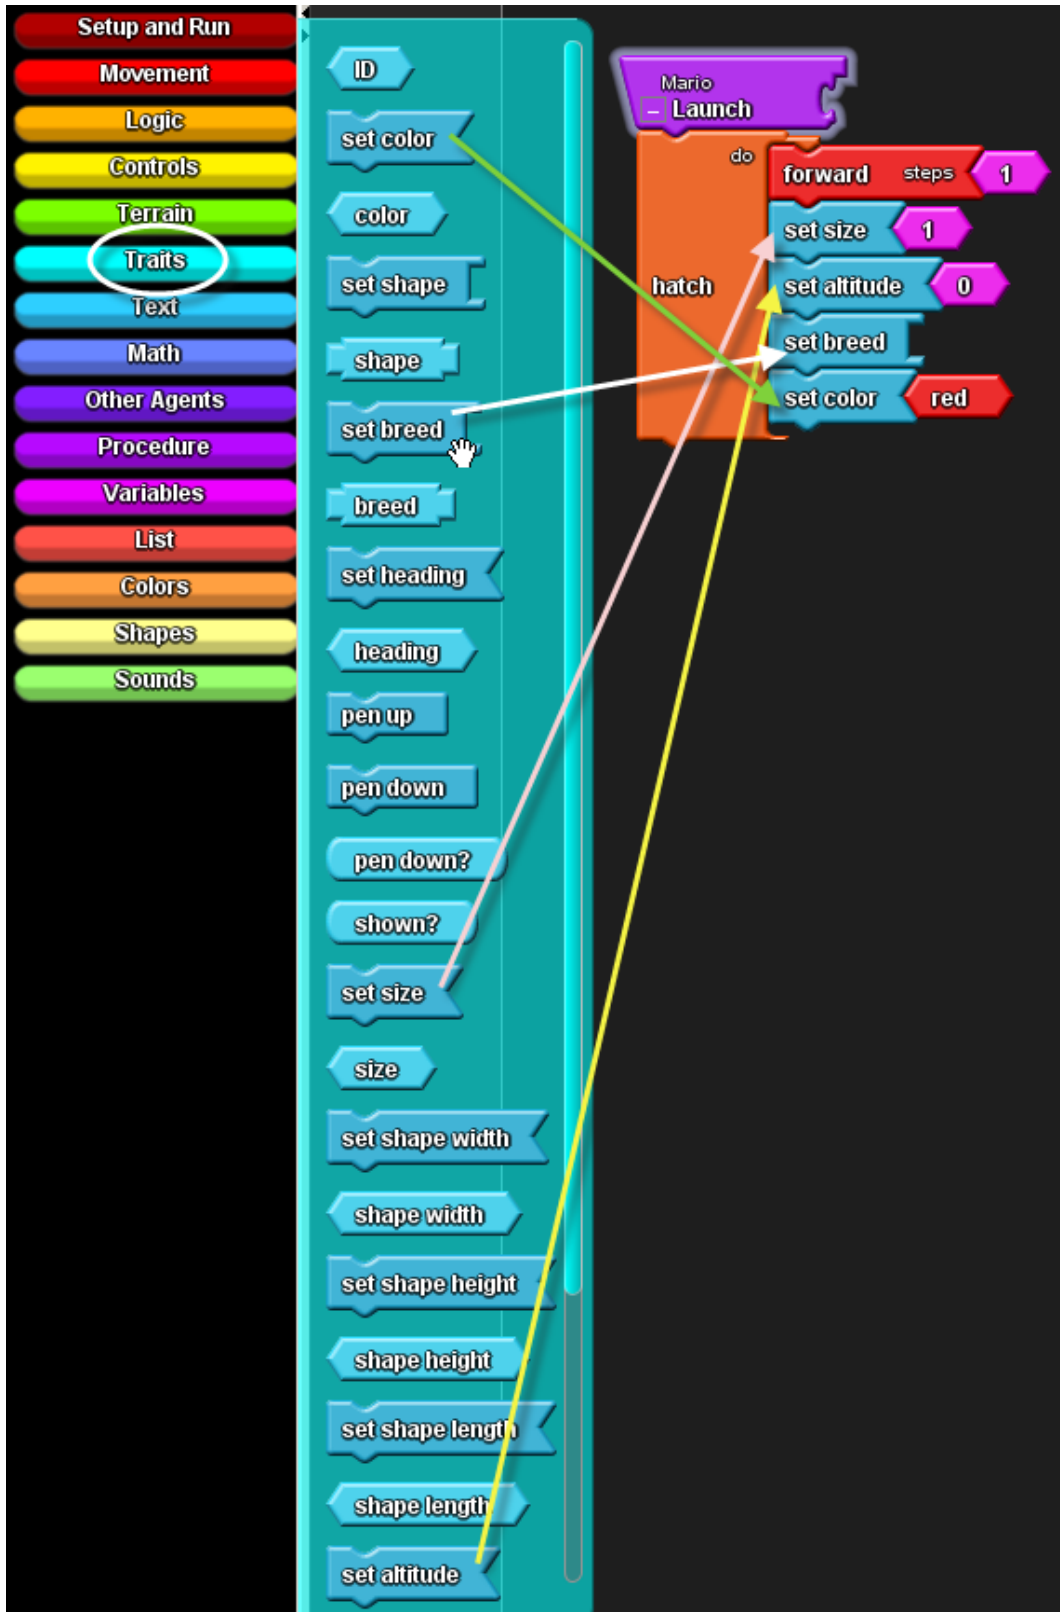 Setup and Run
Movement
Logic
Controls
Terrain
Traits
Text
Math
Other Agents
Procedure
Variables
List
Colors
Shapes
Sounds
ID
set color
color
set shape
shape
set breed
breed
set heading
heading
pen up
pen down
pen down?
shown?
set size
size
set shape width
shape width
set shape height
shape height
set shape length
shape length
set altitude
Mario
Launch
do
hatch
forward steps 1
set size 1
set altitude 0
set breed
set color red